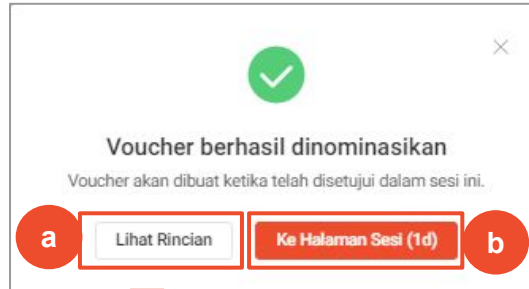 Voucher berhasil dinominasikan
Voucher akan dibuat ketika telah disetujui dalam sesi ini.
a Lihat Rincian Ke Halaman Sesi (1d) b